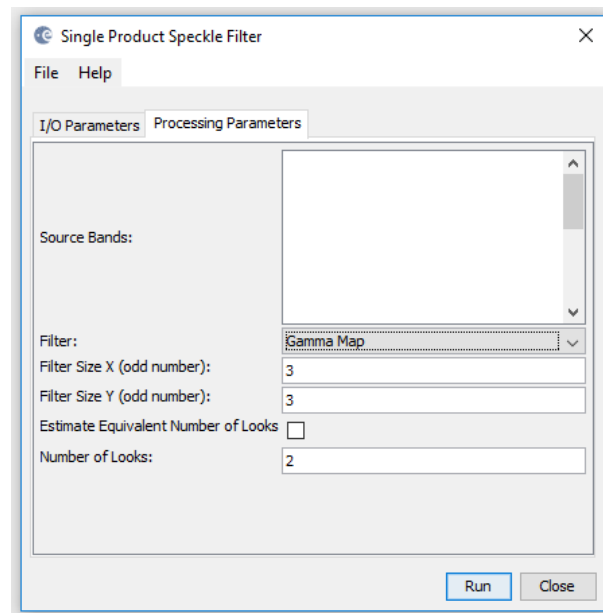 Single Product Speckle Filter
File Help
I/O Parameters Processing Parameters
Source Bands:
Filter: Gamma Map
Filter Size X (odd number): 3
Filter Size Y (odd number): 3
Estimate Equivalent Number of Looks
Number of Looks: 2
Run Close